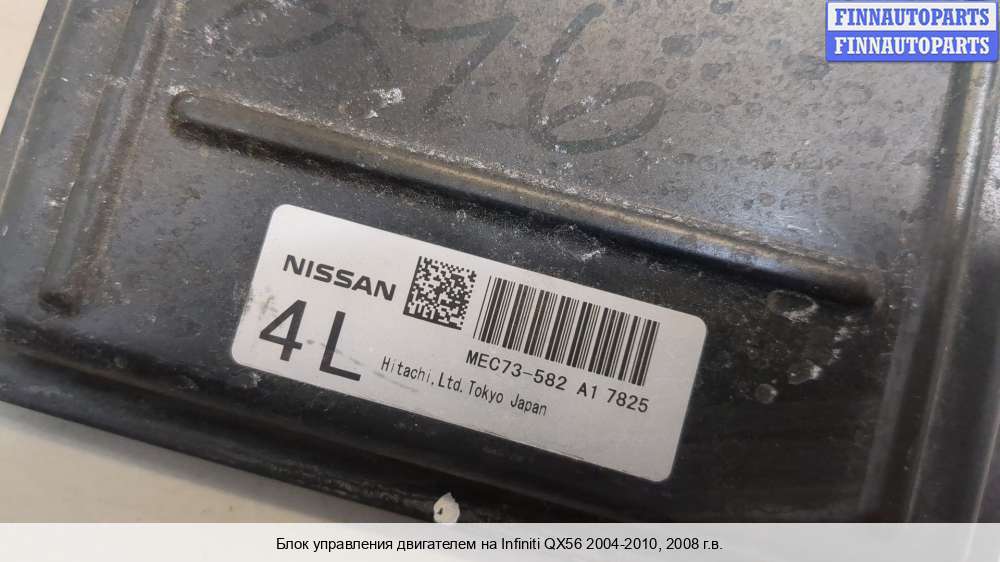 FINNAUTOPARTS
FINNAUTOPARTS
NISSAN
4L
MEC73-582 A1 7825
Hitachi,Ltd.Tokyo Japan
Блок управления двигателем на Infiniti QX56 2004-2010, 2008 г.в.